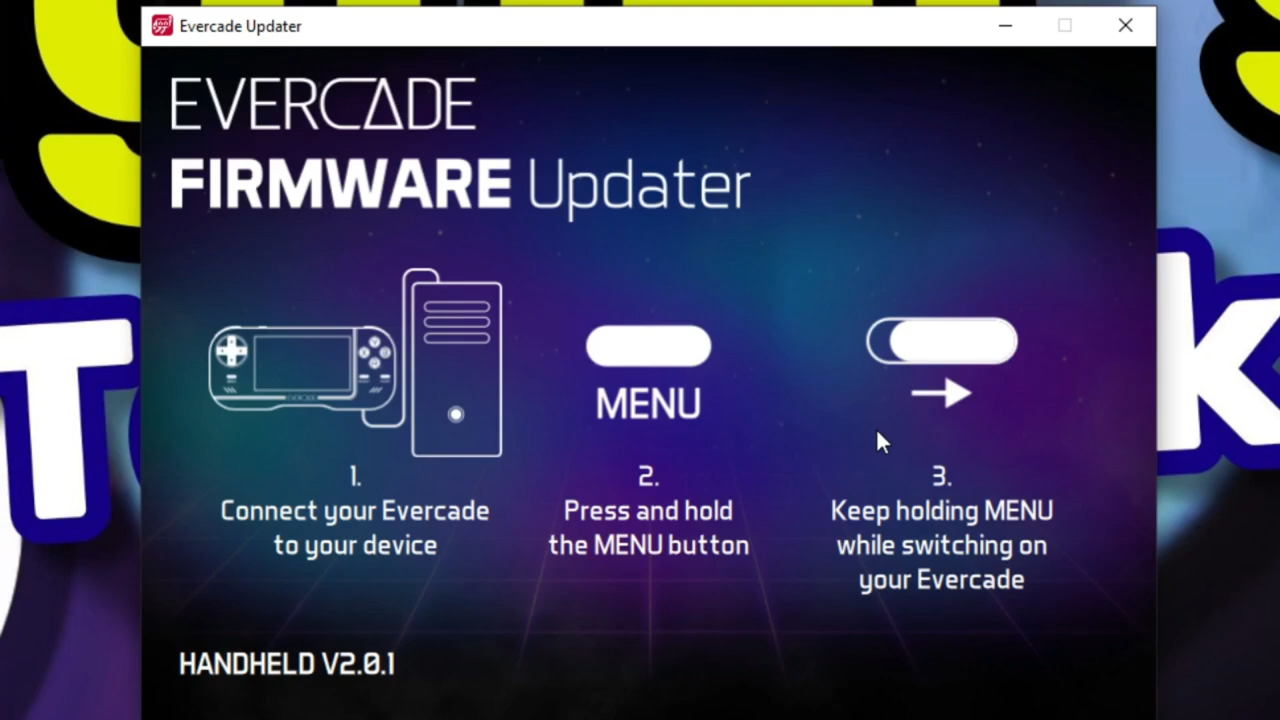 Evercade Updater
EVERCADE
FIRMWARE Updater
MENU
1.
Connect your Evercade
to your device
2.
Press and hold
the MENU button
3.
Keep holding MENU
while switching on
your Evercade
HANDHELD V2.0.1